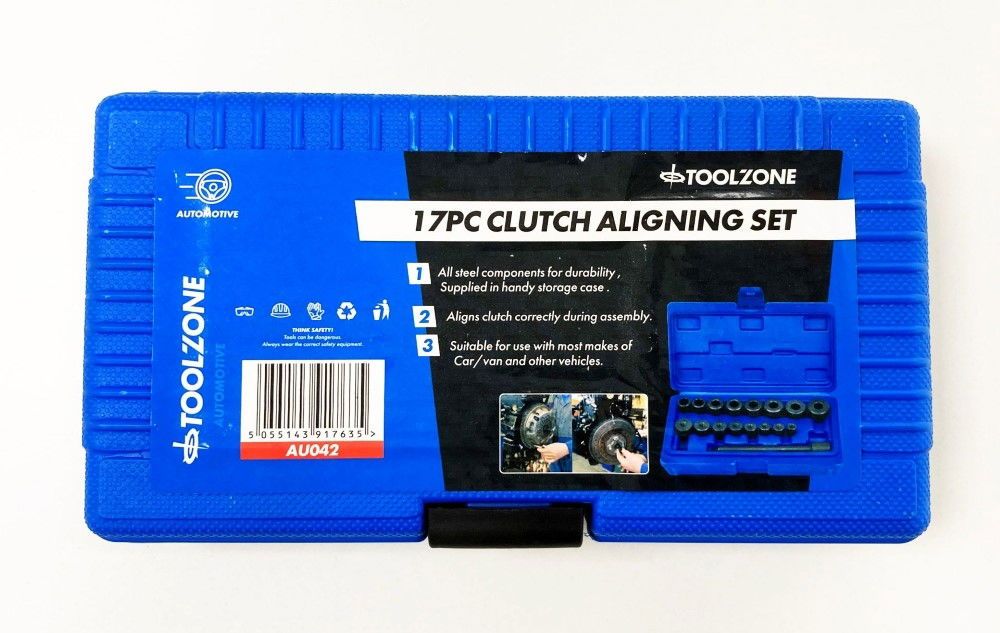 AUTOMOTIVE
TOOLZONE
17PC CLUTCH ALIGNING SET
1 All steel components for durability ,
Supplied in handy storage case .
2 Aligns clutch correctly during assembly.
3 Suitable for use with most makes of
Car/van and other vehicles.
TOOLZONE
AUTOMOTIVE
THINK SAFETY!
Tools can be dangerous.
Always wear the correct safety equipment.
5 055143 917635 >
AU042